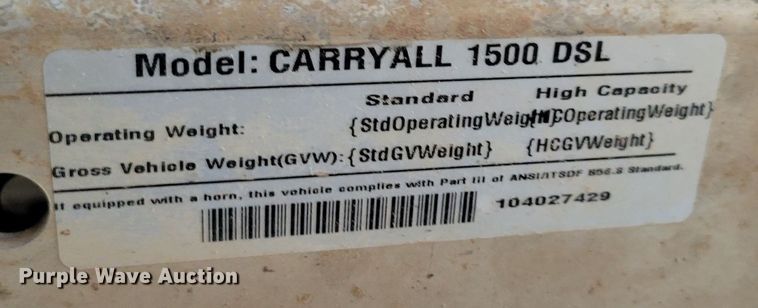 Model: CARRYALL 1500 DSL
Standard High Capacity
Operating Weight: {StdOperatingWeight} {HCOperatingWeight}
Gross Vehicle Weight(GVW): {StdGVWeight} {HCGVWeight}
If equipped with a horn, this vehicle complies with Part III of ANSI/ITSDF B56.8 Standard.
104027429
Purple Wave Auction